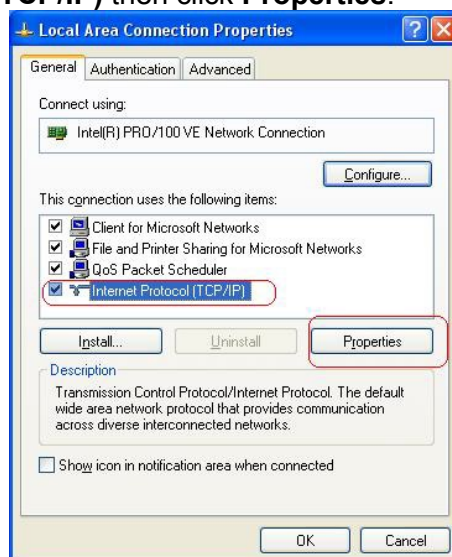 TCP/IP) then click Properties.
Local Area Connection Properties
General Authentication Advanced
Connect using:
Intel(R) PRO/100 VE Network Connection
Configure...
This connection uses the following items:
Client for Microsoft Networks
File and Printer Sharing for Microsoft Networks
QoS Packet Scheduler
Internet Protocol (TCP/IP)
Install... Uninstall Properties
Description
Transmission Control Protocol/Internet Protocol. The default
wide area network protocol that provides communication
across diverse interconnected networks.
Show icon in notification area when connected
OK Cancel